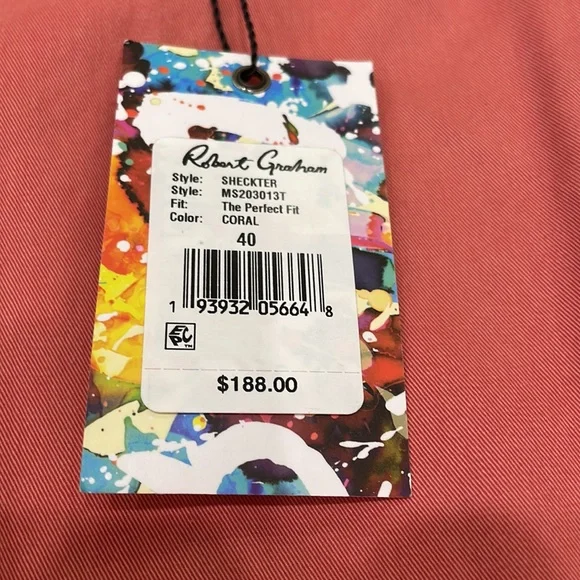 Robert Graham
Style: SHECKTER
Style: MS203013T
Fit: The Perfect Fit
Color: CORAL
40
1 93932 05664 8
EPC™
$188.00